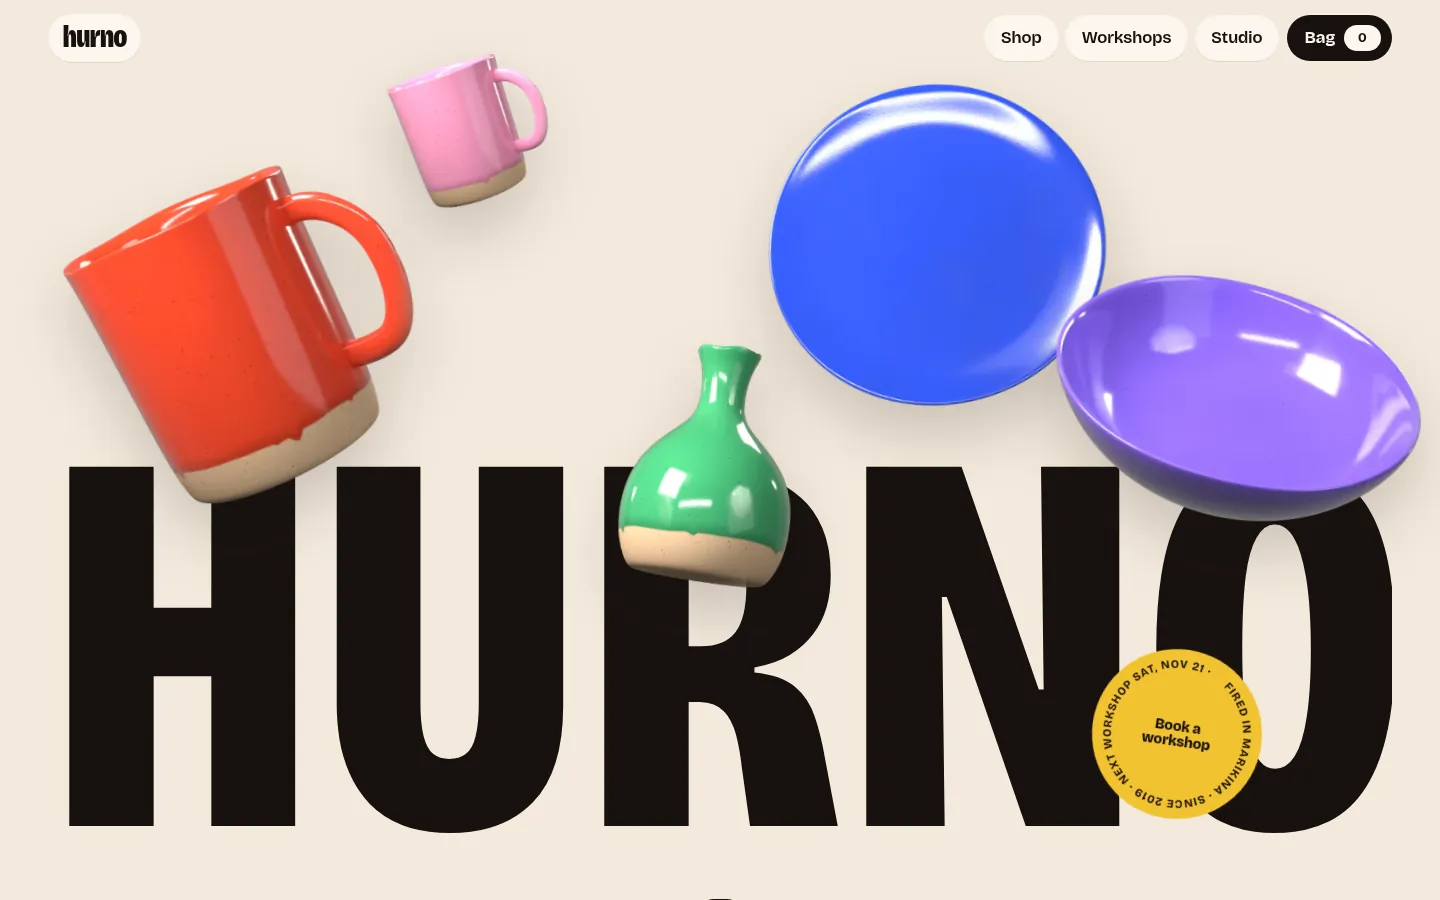 hurno
Shop
Workshops
Studio
Bag 0
HURNO
FIRED IN MARIKINA · SINCE 2019 · NEXT WORKSHOP SAT, NOV 21 ·
Book a
workshop